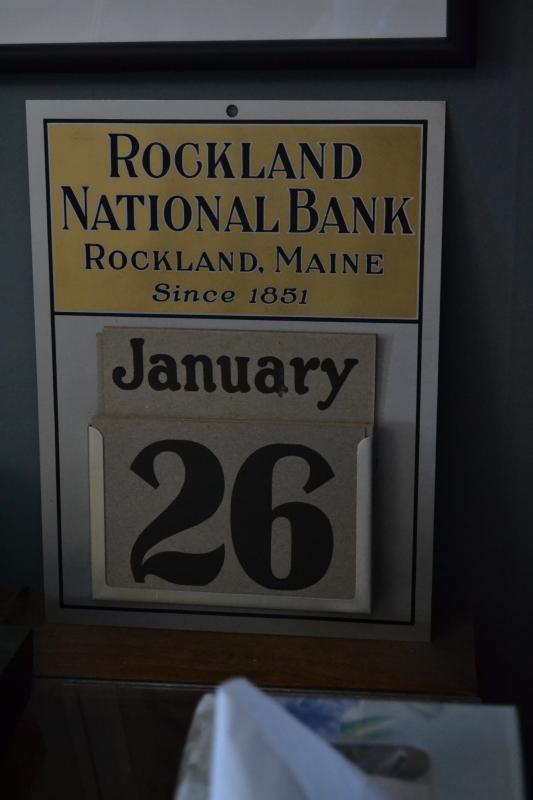 ROCKLAND
NATIONAL BANK
ROCKLAND, MAINE
Since 1851
January
26